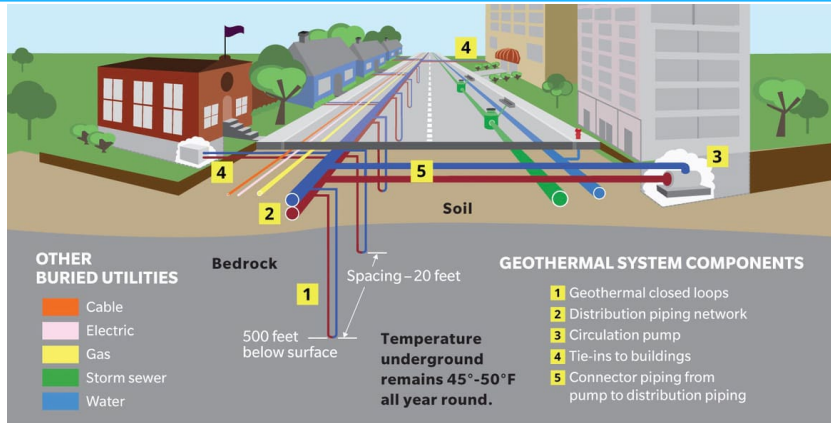 4
3
4
5
2
Soil
OTHER
BURIED UTILITIES
Cable
Electric
Gas
Storm sewer
Water
Bedrock
1
Spacing – 20 feet
500 feet
below surface
Temperature
underground
remains 45°-50°F
all year round.
GEOTHERMAL SYSTEM COMPONENTS
1 Geothermal closed loops
2 Distribution piping network
3 Circulation pump
4 Tie-ins to buildings
5 Connector piping from
pump to distribution piping